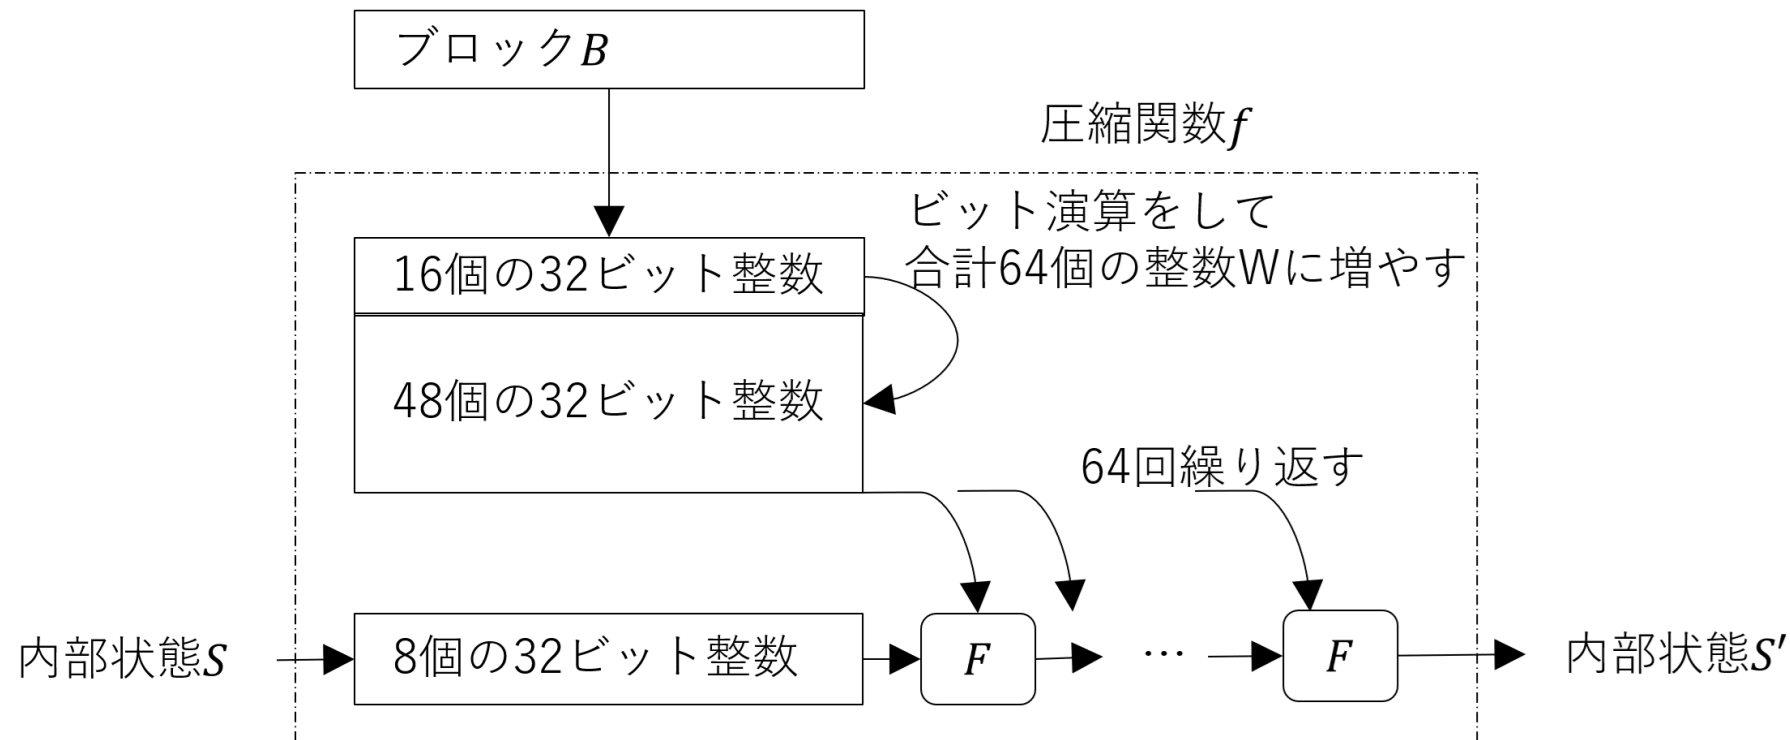 ブロックB
圧縮関数f
ビット演算をして
合計64個の整数Wに増やす
16個の32ビット整数
48個の32ビット整数
64回繰り返す
内部状態S
8個の32ビット整数
F
…
F
内部状態S′